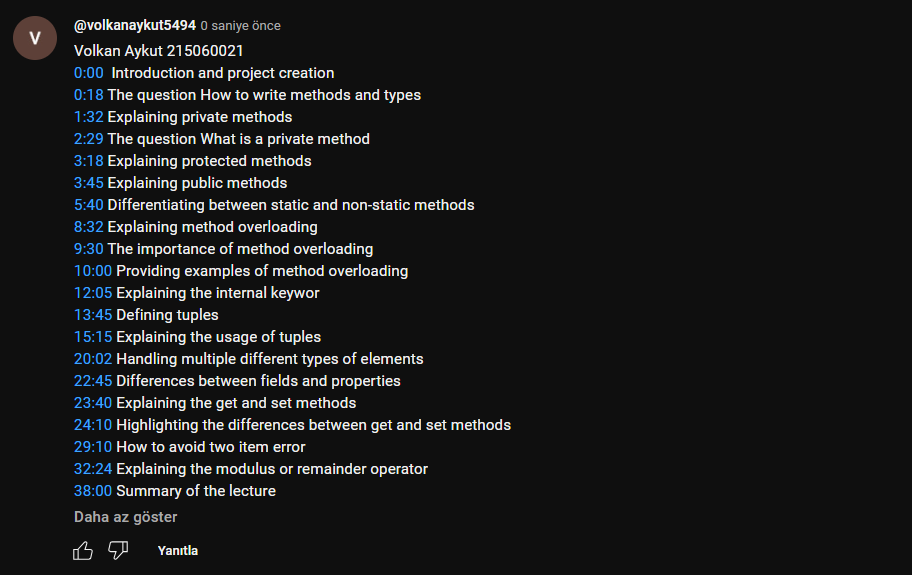 V
@volkanaykut5494 0 saniye önce
Volkan Aykut 215060021
0:00 Introduction and project creation
0:18 The question How to write methods and types
1:32 Explaining private methods
2:29 The question What is a private method
3:18 Explaining protected methods
3:45 Explaining public methods
5:40 Differentiating between static and non-static methods
8:32 Explaining method overloading
9:30 The importance of method overloading
10:00 Providing examples of method overloading
12:05 Explaining the internal keywor
13:45 Defining tuples
15:15 Explaining the usage of tuples
20:02 Handling multiple different types of elements
22:45 Differences between fields and properties
23:40 Explaining the get and set methods
24:10 Highlighting the differences between get and set methods
29:10 How to avoid two item error
32:24 Explaining the modulus or remainder operator
38:00 Summary of the lecture
Daha az göster
Yanıtla